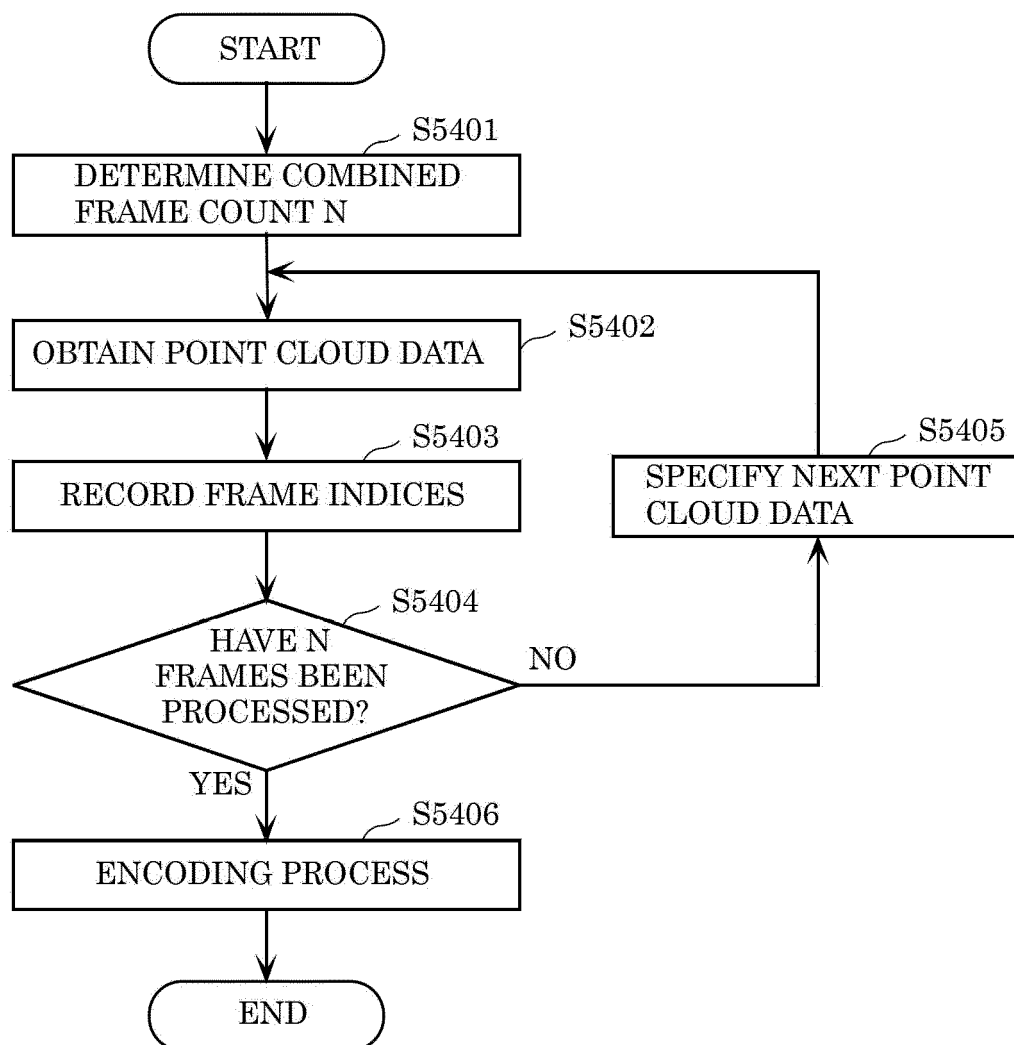 START
S5401
DETERMINE COMBINED
FRAME COUNT N
S5402
OBTAIN POINT CLOUD DATA
S5403
RECORD FRAME INDICES
S5405
SPECIFY NEXT POINT
CLOUD DATA
S5404
HAVE N
FRAMES BEEN
PROCESSED?
NO
YES
S5406
ENCODING PROCESS
END